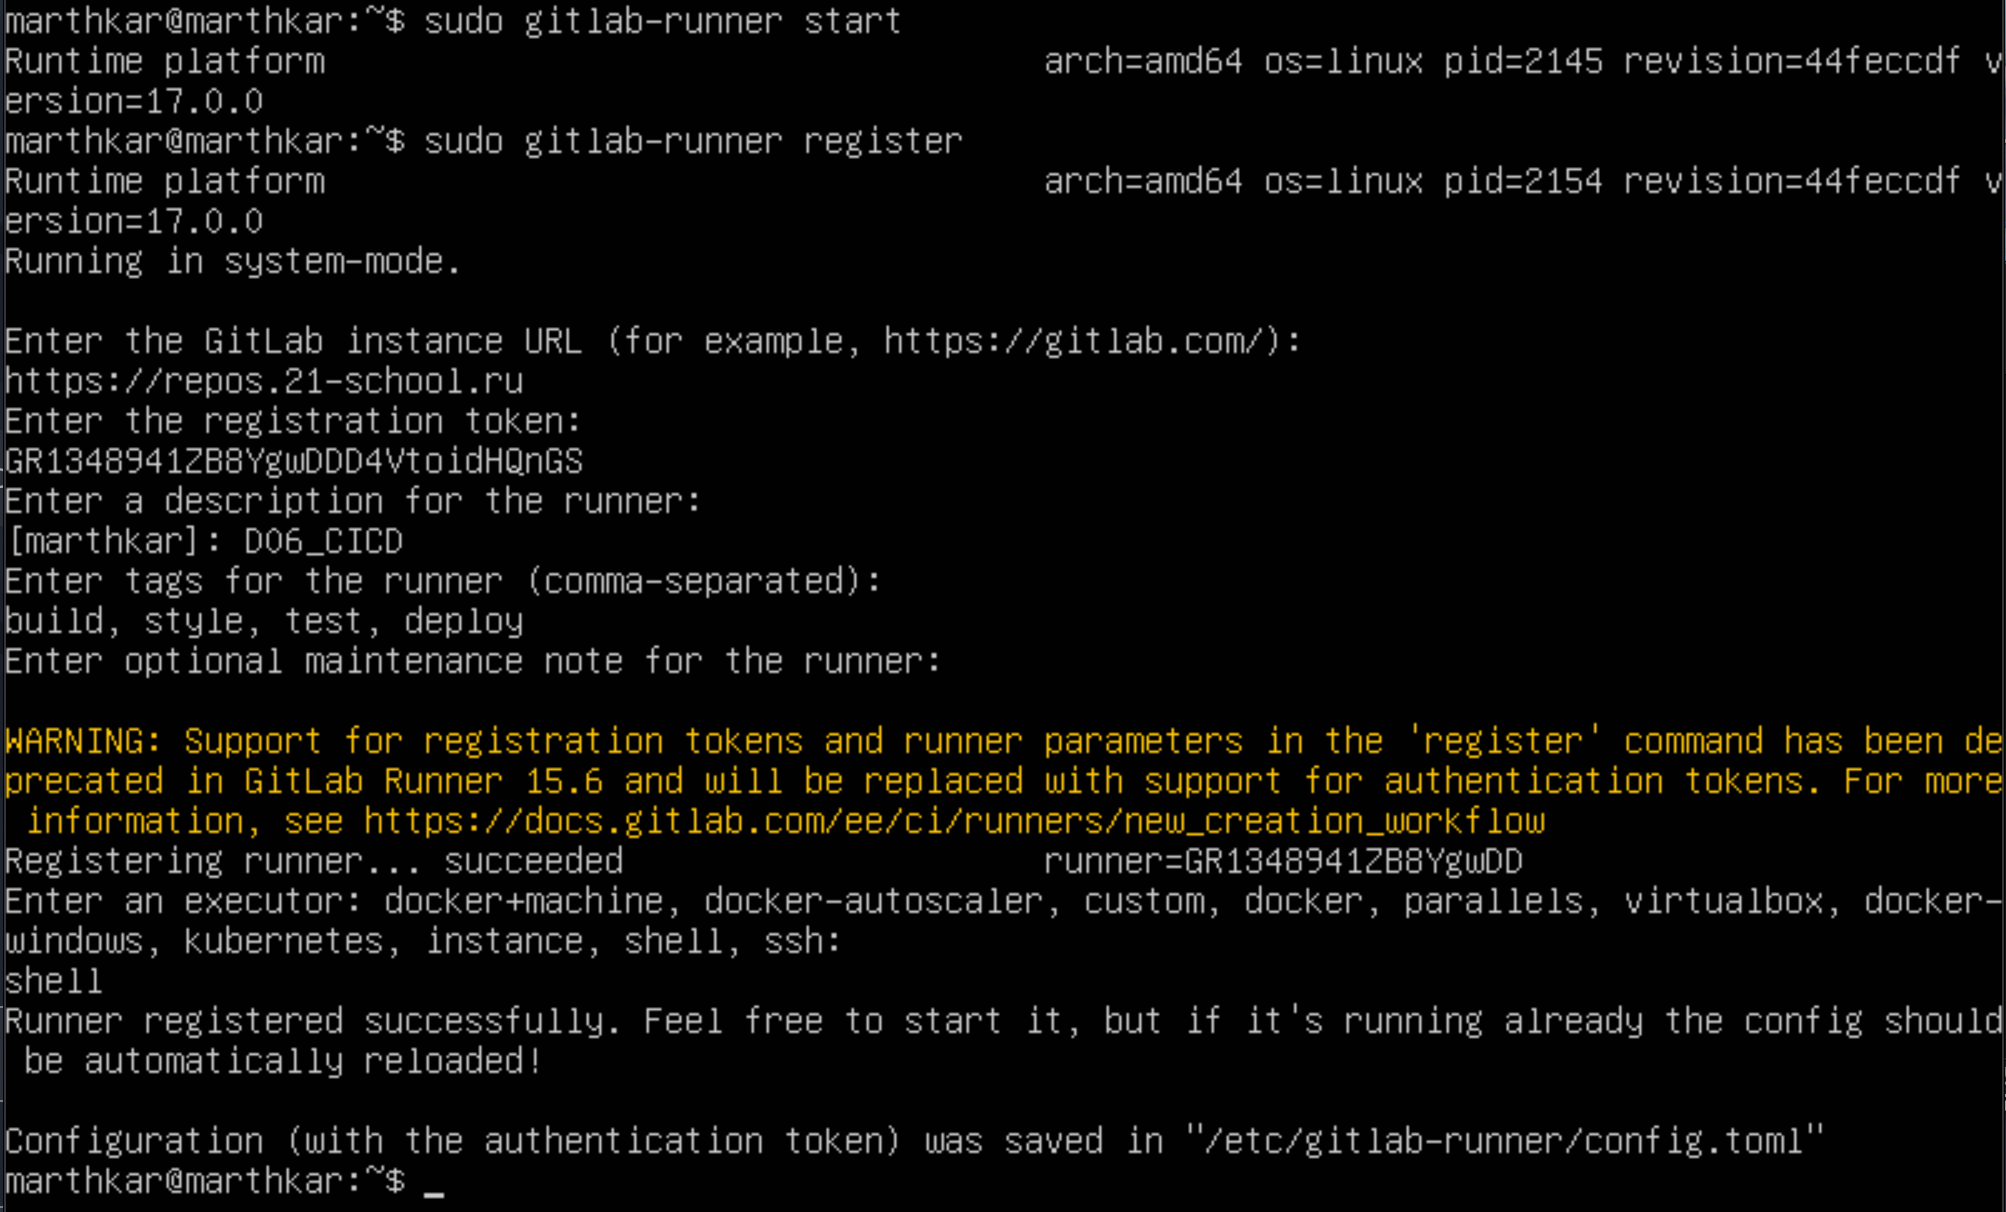 marthkar@marthkar:~$ sudo gitlab-runner start
Runtime platform                                    arch=amd64 os=linux pid=2145 revision=44feccdf v
ersion=17.0.0
marthkar@marthkar:~$ sudo gitlab-runner register
Runtime platform                                    arch=amd64 os=linux pid=2154 revision=44feccdf v
ersion=17.0.0
Running in system-mode.

Enter the GitLab instance URL (for example, https://gitlab.com/):
https://repos.21-school.ru
Enter the registration token:
GR1348941ZB8YgwDDD4VtoidHQnGS
Enter a description for the runner:
[marthkar]: DO6_CICD
Enter tags for the runner (comma-separated):
build, style, test, deploy
Enter optional maintenance note for the runner:

WARNING: Support for registration tokens and runner parameters in the 'register' command has been de
precated in GitLab Runner 15.6 and will be replaced with support for authentication tokens. For more
 information, see https://docs.gitlab.com/ee/ci/runners/new_creation_workflow
Registering runner... succeeded                     runner=GR1348941ZB8YgwDD
Enter an executor: docker+machine, docker-autoscaler, custom, docker, parallels, virtualbox, docker-
windows, kubernetes, instance, shell, ssh:
shell
Runner registered successfully. Feel free to start it, but if it's running already the config should
 be automatically reloaded!

Configuration (with the authentication token) was saved in "/etc/gitlab-runner/config.toml"
marthkar@marthkar:~$ _